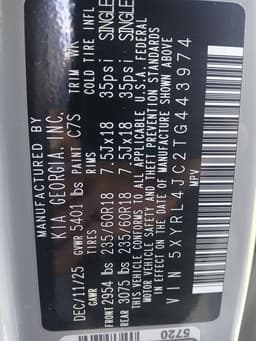 MANUFACTURED BY
KIA GEORGIA, INC.
DEC/11/25 GVWR 5401 lbs PAINT C7S TRIM WK
GAWR TIRES RIMS COLD TIRE INFL
FRONT 2954 lbs 235/60R18 7.5JX18 35psi SINGLE
REAR 3075 lbs 235/60R18 7.5JX18 35psi SINGLE
THIS VEHICLE CONFORMS TO ALL APPLICABLE U.S.A FEDERAL
MOTOR VEHICLE SAFETY, BUMPER, AND THEFT PREVENTION STANDARDS
IN EFFECT ON THE DATE OF MANUFACTURE SHOWN ABOVE
VIN 5XYRL4JC2TG443974
MPV
5720